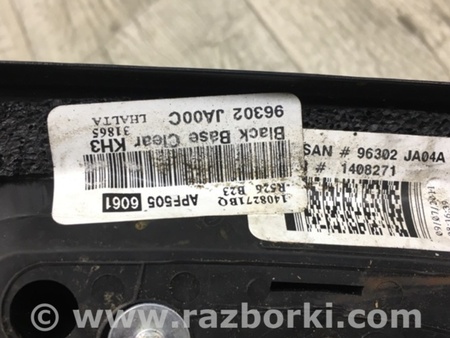 96302 JA00C
LHALTA
31865
Black Base Clear KH3
R526 B23
1408271BQ
APF505 6061
SAN # 96302 JA04A
# 1408271
www.razborki.com